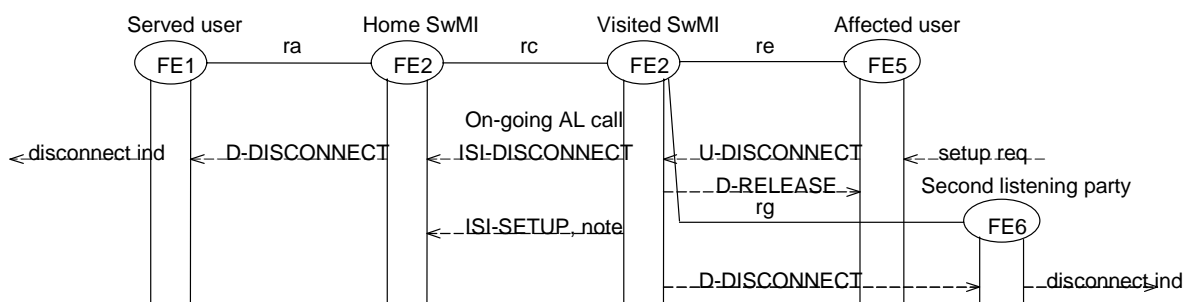 Served user Home SwMI Visited SwMI Affected user
ra rc re
FE1 FE2 FE2 FE5
On-going AL call
disconnect ind D-DISCONNECT ISI-DISCONNECT U-DISCONNECT setup req
D-RELEASE Second listening party
rg
ISI-SETUP, note FE6
D-DISCONNECT disconnect ind